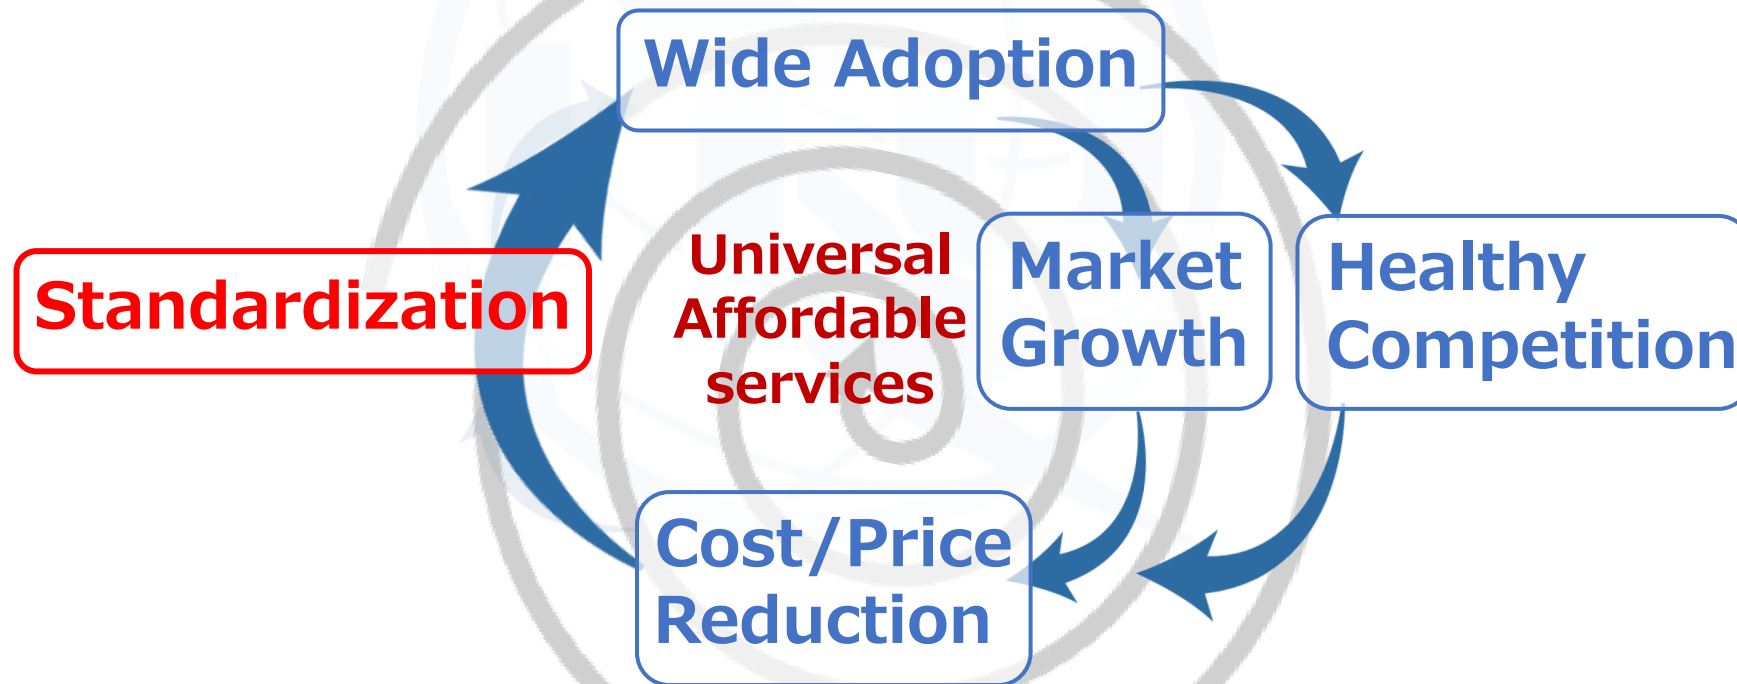 Wide Adoption
Standardization
Universal
Affordable
services
Market
Growth
Healthy
Competition
Cost/Price
Reduction